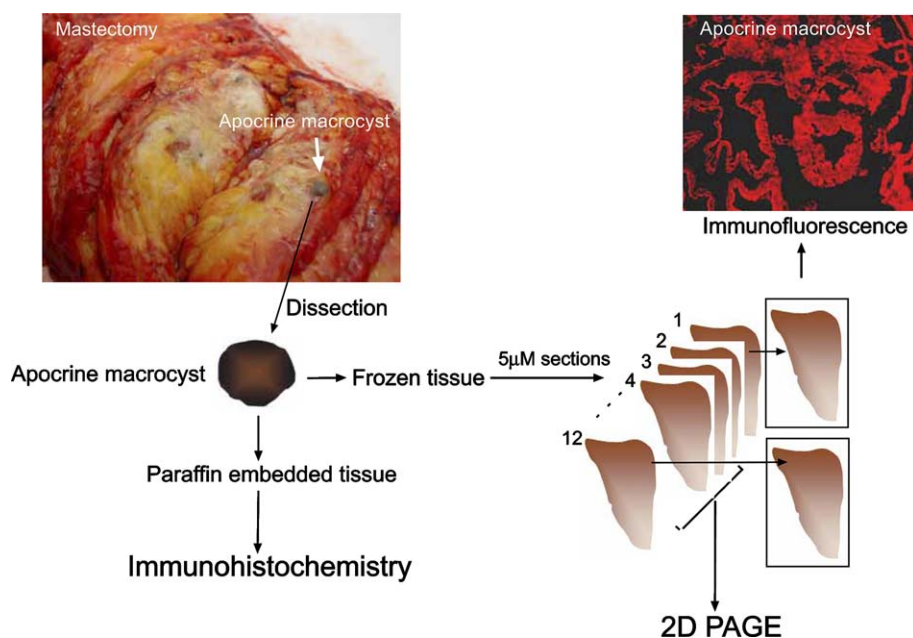 Mastectomy
Apocrine macrocyst
Apocrine macrocyst
Immunofluorescence
Dissection
Apocrine macrocyst
Frozen tissue
5μM sections
1
2
3
4
12
Paraffin embedded tissue
Immunohistochemistry
2D PAGE